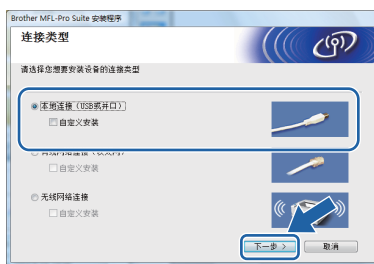 Brother MFL-Pro Suite 安装程序
连接类型
请选择您想要安装设备的连接类型
本地连接（USB或并口）
自定义安装
自定义安装
无线网络连接
自定义安装
下一步 >
取消